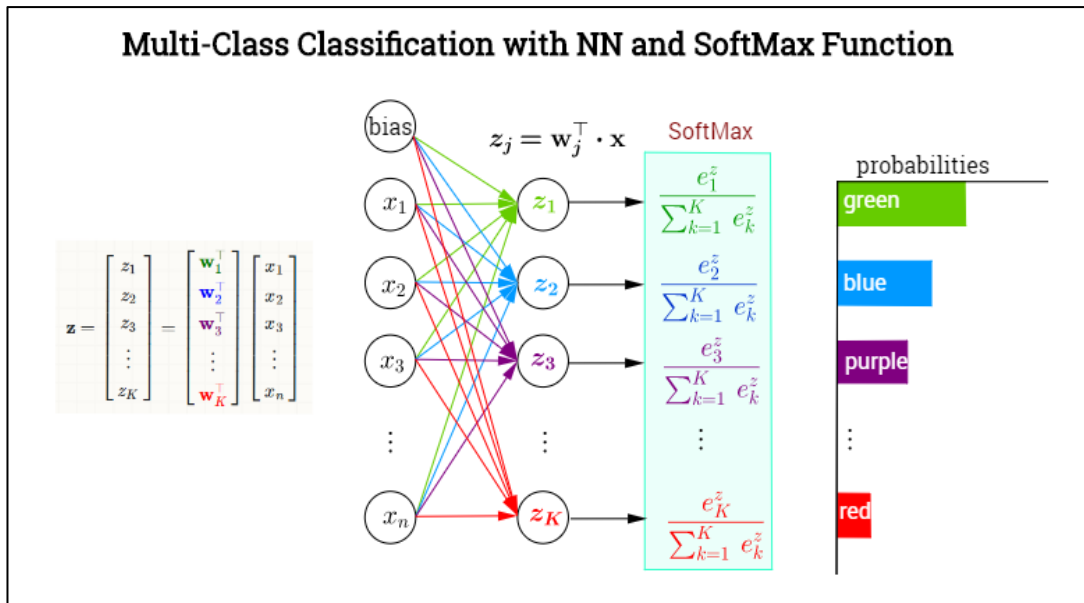 Multi-Class Classification with NN and SoftMax Function
z = [z_1 z_2 z_3 ⋮ z_K] = [w_1^⊤ w_2^⊤ w_3^⊤ ⋮ w_K^⊤] [x_1 x_2 x_3 ⋮ x_n]
bias
x_1
x_2
x_3
⋮
x_n
z_j = w_j^⊤ · x
z_1
z_2
z_3
⋮
z_K
SoftMax
e_1^z / ∑_{k=1}^K e_k^z
e_2^z / ∑_{k=1}^K e_k^z
e_3^z / ∑_{k=1}^K e_k^z
⋮
e_K^z / ∑_{k=1}^K e_k^z
probabilities
green
blue
purple
⋮
red